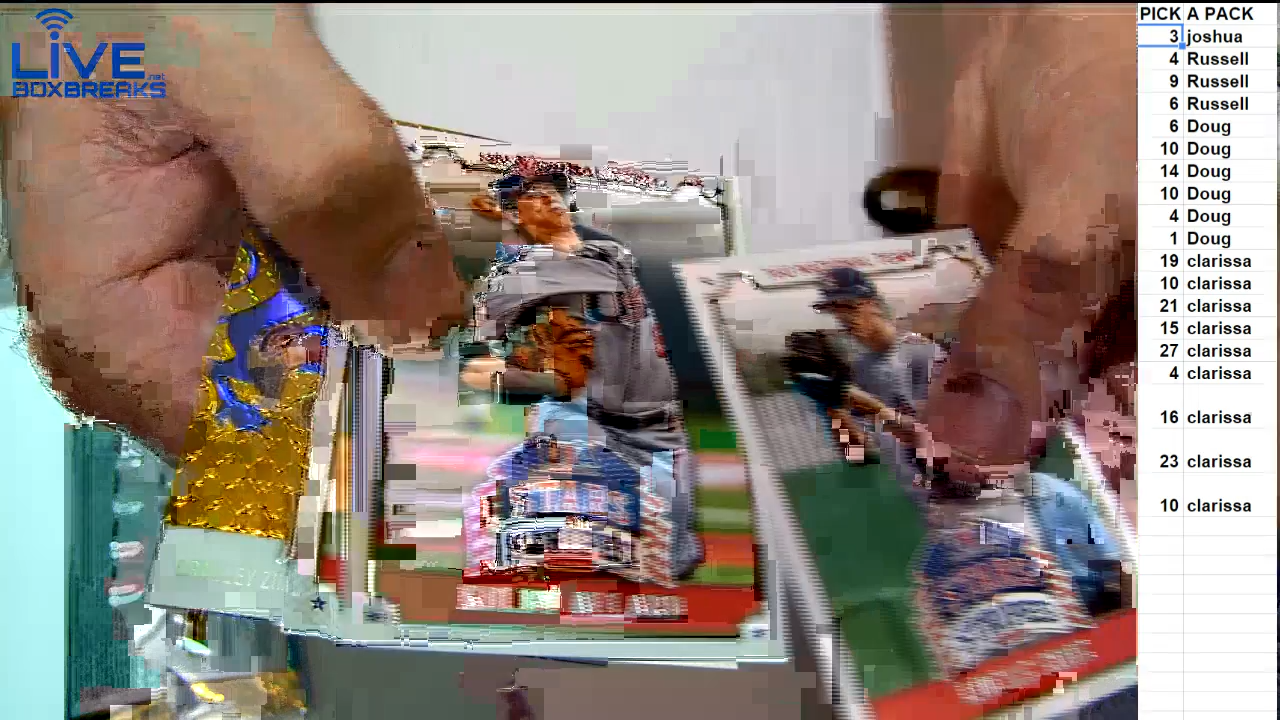 LIVE
.net
BOXBREAKS
PICK A PACK
3 joshua
4 Russell
9 Russell
6 Russell
6 Doug
10 Doug
14 Doug
10 Doug
4 Doug
1 Doug
19 clarissa
10 clarissa
21 clarissa
15 clarissa
27 clarissa
4 clarissa
16 clarissa
23 clarissa
10 clarissa
STARS